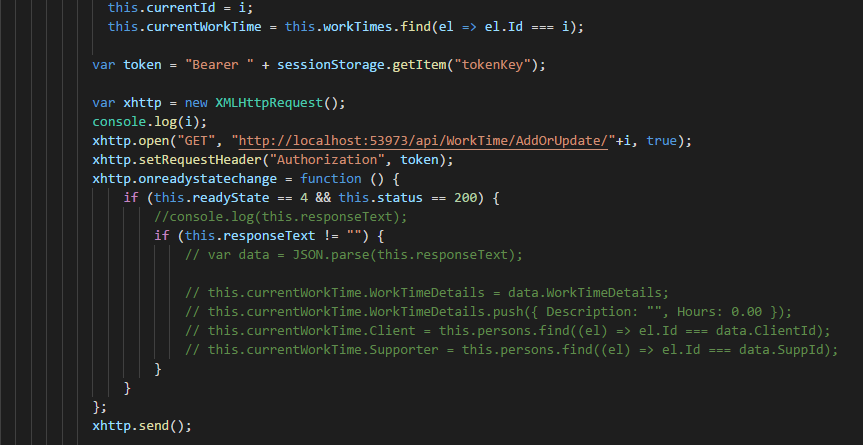 this.currentId = i;
this.currentWorkTime = this.workTimes.find(el => el.Id === i);
var token = "Bearer " + sessionStorage.getItem("tokenKey");
var xhttp = new XMLHttpRequest();
console.log(i);
xhttp.open("GET", "http://localhost:53973/api/WorkTime/AddOrUpdate/"+i, true);
xhttp.setRequestHeader("Authorization", token);
xhttp.onreadystatechange = function () {
if (this.readyState == 4 && this.status == 200) {
//console.log(this.responseText);
if (this.responseText != "") {
// var data = JSON.parse(this.responseText);
// this.currentWorkTime.WorkTimeDetails = data.WorkTimeDetails;
// this.currentWorkTime.WorkTimeDetails.push({ Description: "", Hours: 0.00 });
// this.currentWorkTime.Client = this.persons.find((el) => el.Id === data.ClientId);
// this.currentWorkTime.Supporter = this.persons.find((el) => el.Id === data.SuppId);
}
}
};
xhttp.send();